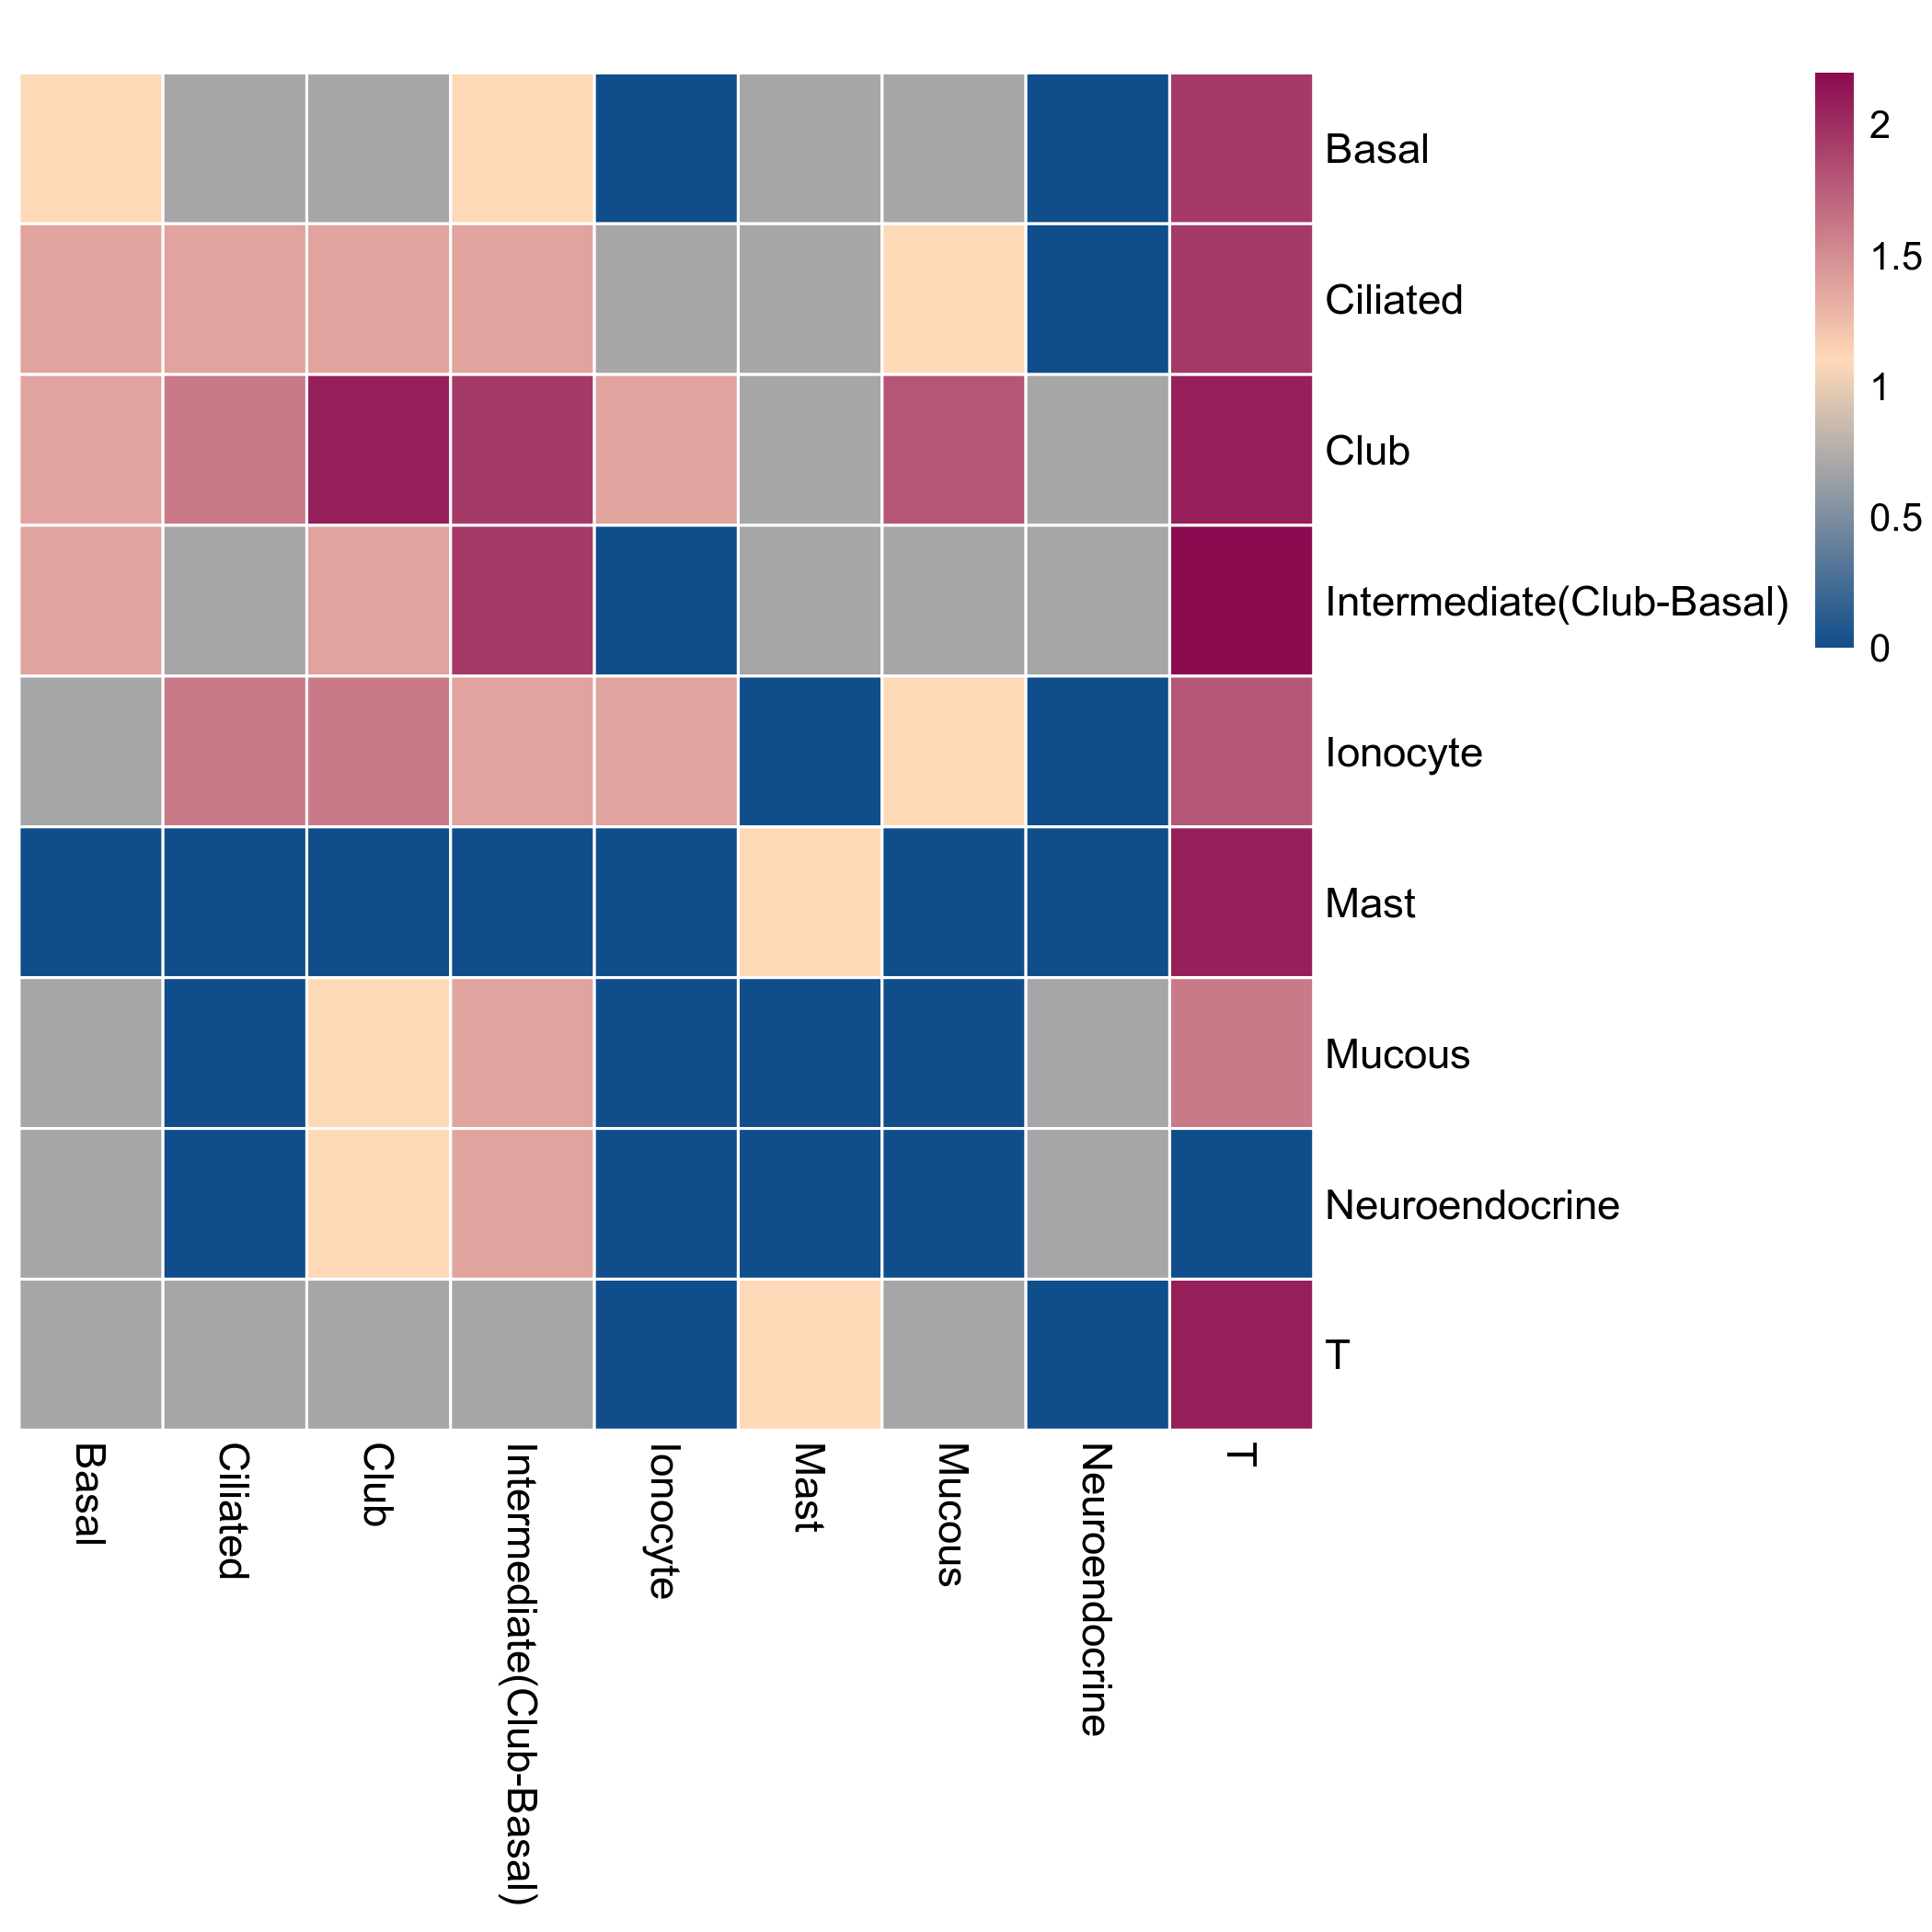 Basal
Ciliated
Club
Intermediate(Club-Basal)
Ionocyte
Mast
Mucous
Neuroendocrine
T
2
1.5
1
0.5
0
Basal
Ciliated
Club
Intermediate(Club-Basal)
Ionocyte
Mast
Mucous
Neuroendocrine
T